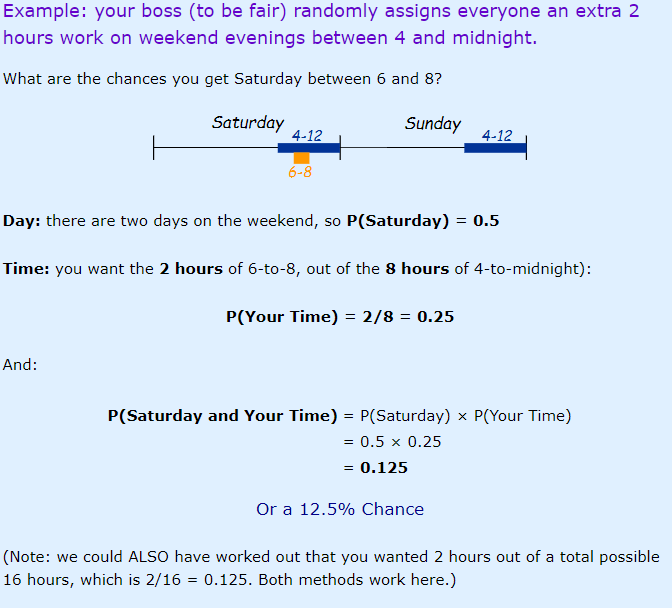 Example: your boss (to be fair) randomly assigns everyone an extra 2
hours work on weekend evenings between 4 and midnight.
What are the chances you get Saturday between 6 and 8?
Saturday
4-12
Sunday
4-12
6-8
Day: there are two days on the weekend, so P(Saturday) = 0.5
Time: you want the 2 hours of 6-to-8, out of the 8 hours of 4-to-midnight):
P(Your Time) = 2/8 = 0.25
And:
P(Saturday and Your Time) = P(Saturday) × P(Your Time)
= 0.5 × 0.25
= 0.125
Or a 12.5% Chance
(Note: we could ALSO have worked out that you wanted 2 hours out of a total possible
16 hours, which is 2/16 = 0.125. Both methods work here.)